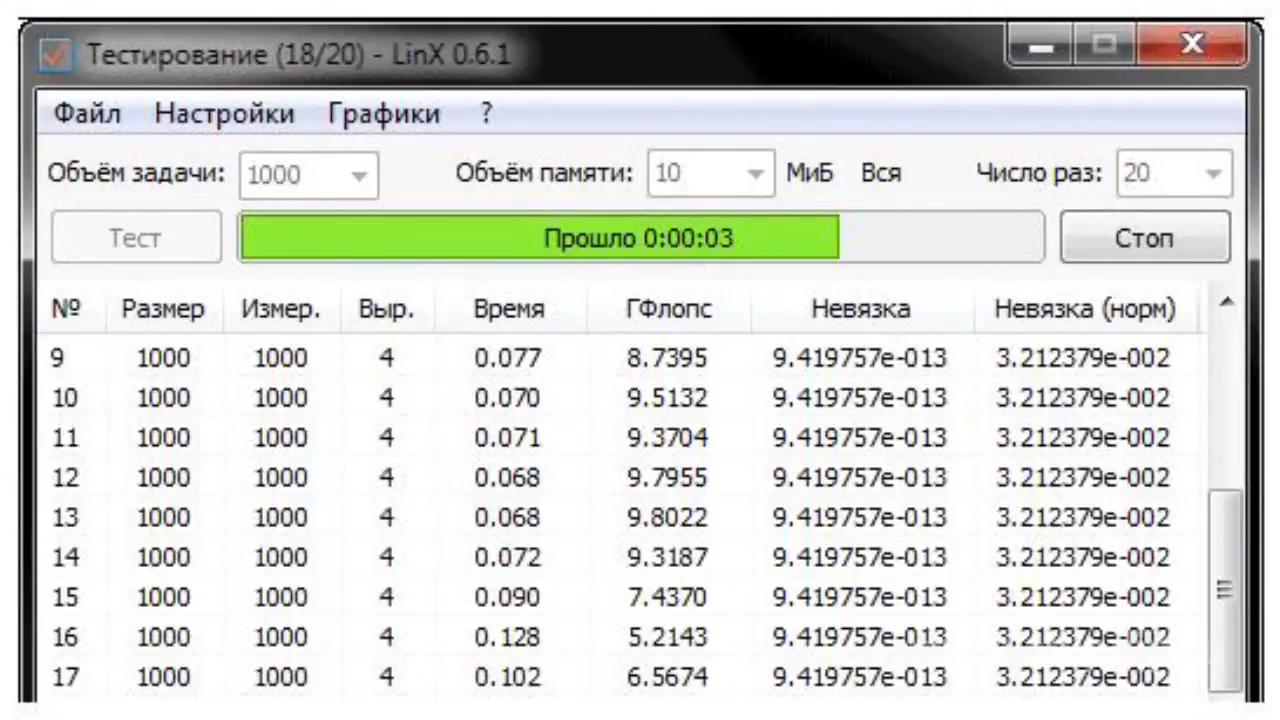 Тестирование (18/20) - LinX 0.6.1
Файл Настройки Графики ?
Объём задачи: 1000 Объём памяти: 10 МиБ Вся Число раз: 20
Тест Прошло 0:00:03 Стоп
№ Размер Измер. Выр. Время ГФлопс Невязка Невязка (норм)
9 1000 1000 4 0.077 8.7395 9.419757e-013 3.212379e-002
10 1000 1000 4 0.070 9.5132 9.419757e-013 3.212379e-002
11 1000 1000 4 0.071 9.3704 9.419757e-013 3.212379e-002
12 1000 1000 4 0.068 9.7955 9.419757e-013 3.212379e-002
13 1000 1000 4 0.068 9.8022 9.419757e-013 3.212379e-002
14 1000 1000 4 0.072 9.3187 9.419757e-013 3.212379e-002
15 1000 1000 4 0.090 7.4370 9.419757e-013 3.212379e-002
16 1000 1000 4 0.128 5.2143 9.419757e-013 3.212379e-002
17 1000 1000 4 0.102 6.5674 9.419757e-013 3.212379e-002